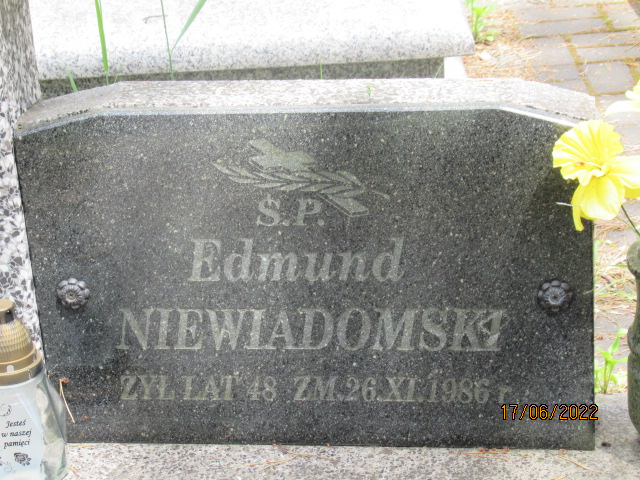 Ś.P.
Edmund
NIEWIADOMSKI
ŻYŁ LAT 48 ZM.26.XI.1986 r.
Jesteś
w naszej
pamięci
17/06/2022